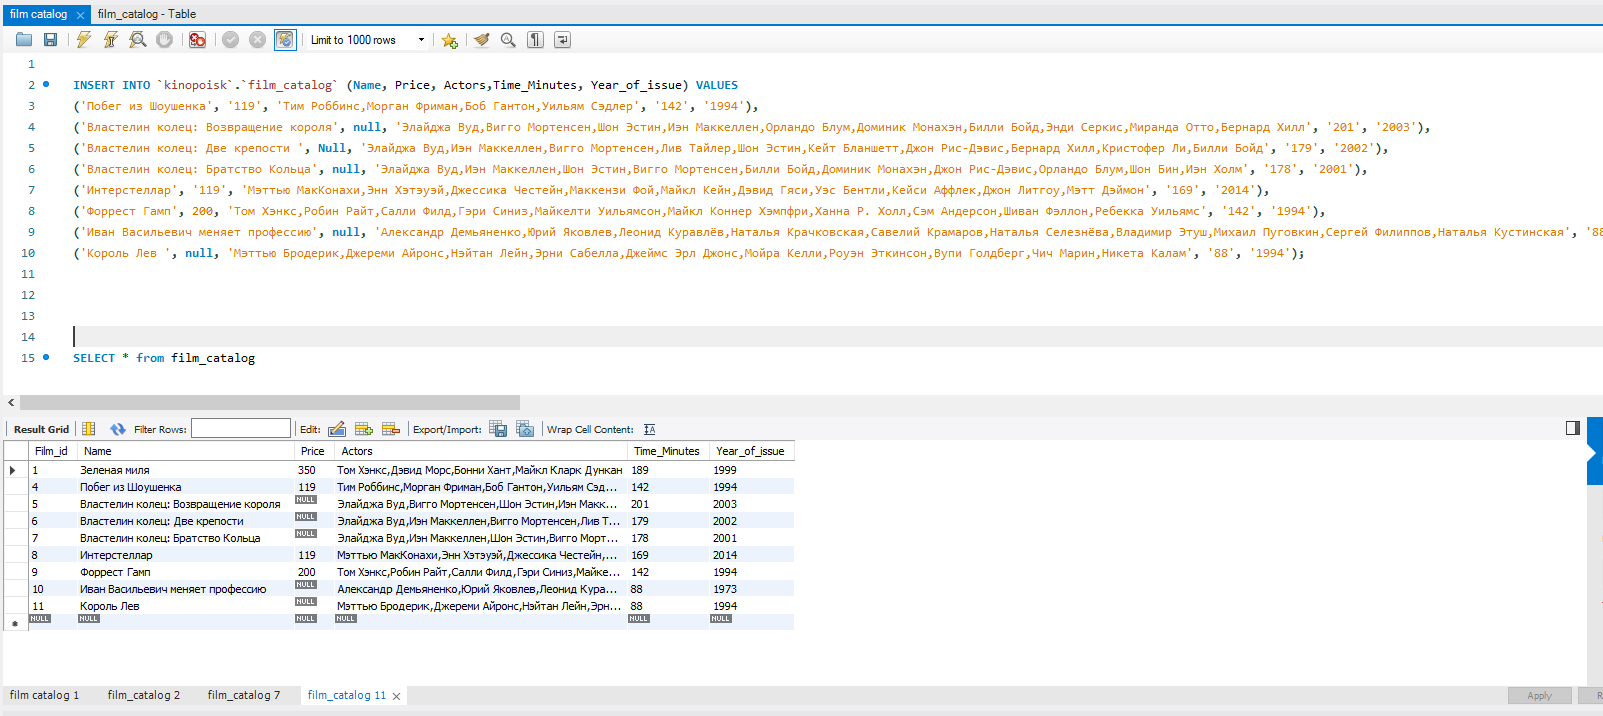 film catalog
film_catalog - Table
Limit to 1000 rows
1
2 INSERT INTO `kinopoisk`.`film_catalog` (Name, Price, Actors,Time_Minutes, Year_of_issue) VALUES
3 ('Побег из Шоушенка', '119', 'Тим Роббинс,Морган Фриман,Боб Гантон,Уильям Сэдлер', '142', '1994'),
4 ('Властелин колец: Возвращение короля', null, 'Элайджа Вуд,Вигго Мортенсен,Шон Эстин,Иэн Маккеллен,Орландо Блум,Доминик Монахэн,Билли Бойд,Энди Серкис,Миранда Отто,Бернард Хилл', '201', '2003'),
5 ('Властелин колец: Две крепости ', Null, 'Элайджа Вуд,Иэн Маккеллен,Вигго Мортенсен,Лив Тайлер,Шон Эстин,Кейт Бланшетт,Джон Рис-Дэвис,Бернард Хилл,Кристофер Ли,Билли Бойд', '179', '2002'),
6 ('Властелин колец: Братство Кольца', null, 'Элайджа Вуд,Иэн Маккеллен,Шон Эстин,Вигго Мортенсен,Билли Бойд,Доминик Монахэн,Джон Рис-Дэвис,Орландо Блум,Шон Бин,Иэн Холм', '178', '2001'),
7 ('Интерстеллар', '119', 'Мэттью МакКонахи,Энн Хэтэуэй,Джессика Честейн,Маккензи Фой,Майкл Кейн,Дэвид Гяси,Уэс Бентли,Кейси Аффлек,Джон Литгоу,Мэтт Дэймон', '169', '2014'),
8 ('Форрест Гамп', 200, 'Том Хэнкс,Робин Райт,Салли Филд,Гэри Синиз,Майкелти Уильямсон,Майкл Коннер Хэмпфри,Ханна Р. Холл,Сэм Андерсон,Шиван Фэллон,Ребекка Уильямс', '142', '1994'),
9 ('Иван Васильевич меняет профессию', null, 'Александр Демьяненко,Юрий Яковлев,Леонид Куравлёв,Наталья Крачковская,Савелий Крамаров,Наталья Селезнёва,Владимир Этуш,Михаил Пуговкин,Сергей Филиппов,Наталья Кустинская', '88
10 ('Король Лев ', null, 'Мэттью Бродерик,Джереми Айронс,Нэйтан Лейн,Эрни Сабелла,Джеймс Эрл Джонс,Мойра Келли,Роуэн Эткинсон,Вупи Голдберг,Чич Марин,Никета Калам', '88', '1994');
11
12
13
14
15 SELECT * from film_catalog
Result Grid Filter Rows: Edit: Export/Import: Wrap Cell Content:
Film_id Name Price Actors Time_Minutes Year_of_issue
1 Зеленая миля 350 Том Хэнкс,Дэвид Морс,Бонни Хант,Майкл Кларк Дункан 189 1999
4 Побег из Шоушенка 119 Тим Роббинс,Морган Фриман,Боб Гантон,Уильям Сэд... 142 1994
5 Властелин колец: Возвращение короля NULL Элайджа Вуд,Вигго Мортенсен,Шон Эстин,Иэн Макк... 201 2003
6 Властелин колец: Две крепости NULL Элайджа Вуд,Иэн Маккеллен,Вигго Мортенсен,Лив Т... 179 2002
7 Властелин колец: Братство Кольца NULL Элайджа Вуд,Иэн Маккеллен,Шон Эстин,Вигго Морт... 178 2001
8 Интерстеллар 119 Мэттью МакКонахи,Энн Хэтэуэй,Джессика Честейн,... 169 2014
9 Форрест Гамп 200 Том Хэнкс,Робин Райт,Салли Филд,Гэри Синиз,Майке... 142 1994
10 Иван Васильевич меняет профессию NULL Александр Демьяненко,Юрий Яковлев,Леонид Кура... 88 1973
11 Король Лев NULL Мэттью Бродерик,Джереми Айронс,Нэйтан Лейн,Эрн... 88 1994
NULL NULL NULL NULL NULL NULL
film catalog 1 film_catalog 2 film_catalog 7 film_catalog 11
Apply R